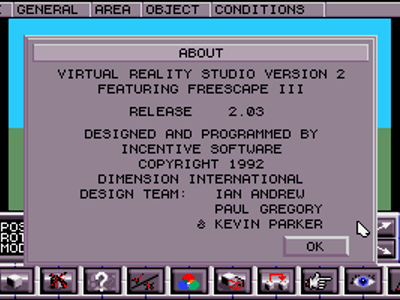 GENERAL AREA OBJECT CONDITIONS
ABOUT
VIRTUAL REALITY STUDIO VERSION 2
FEATURING FREESCAPE III
RELEASE 2.03
DESIGNED AND PROGRAMMED BY
INCENTIVE SOFTWARE
COPYRIGHT 1992
DIMENSION INTERNATIONAL
DESIGN TEAM: IAN ANDREW
PAUL GREGORY
& KEVIN PARKER
OK
POS
ROT
MOD